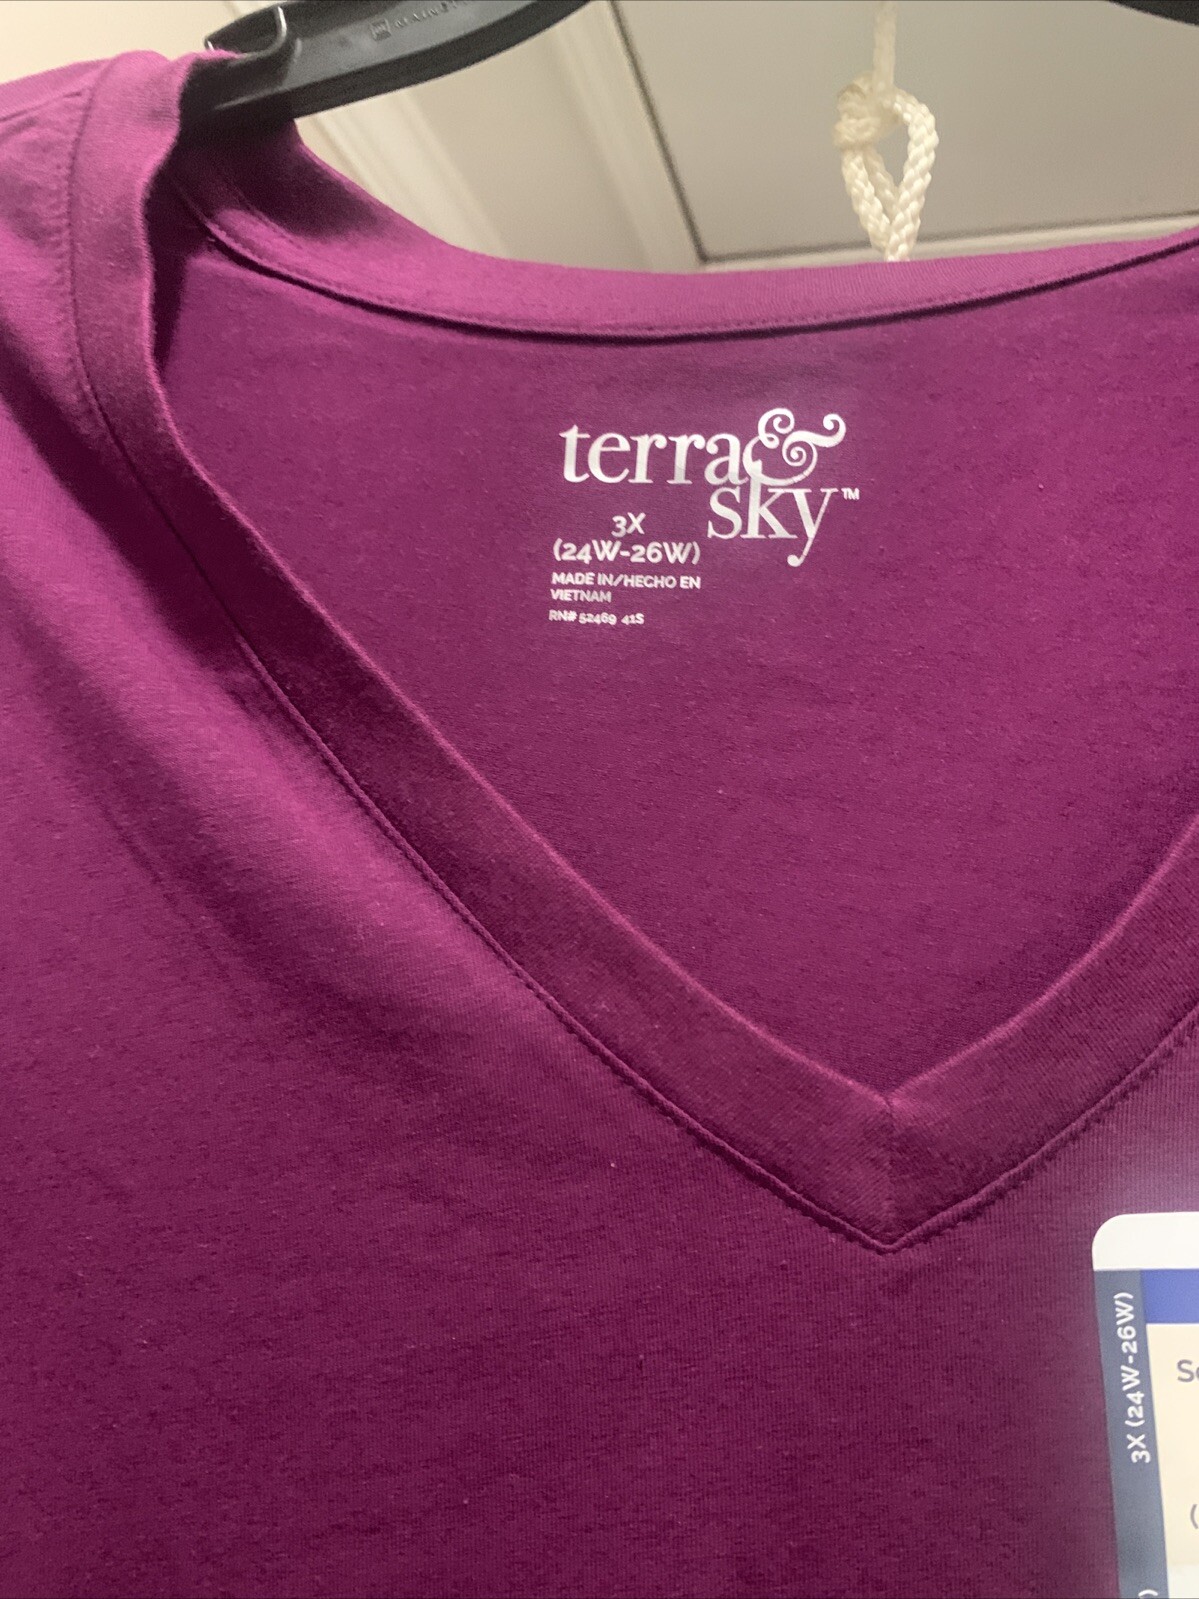 terra&
sky™
3X
(24W-26W)
MADE IN/HECHO EN
VIETNAM
RN# 52469 41S
3X (24W-26W)